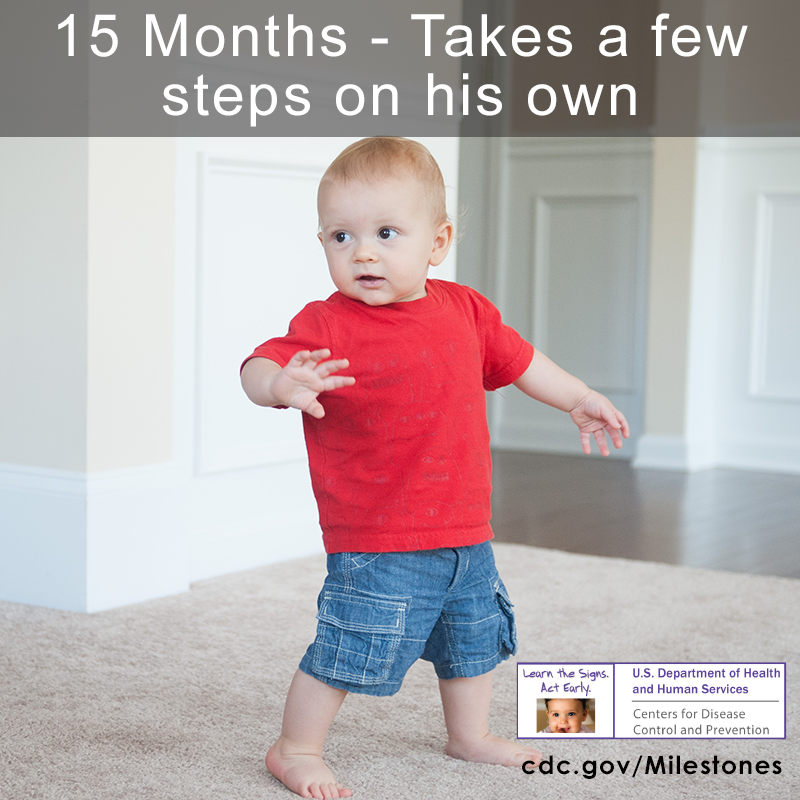 15 Months - Takes a few
steps on his own
Learn the Signs.
Act Early.
U.S. Department of Health
and Human Services
Centers for Disease
Control and Prevention
cdc.gov/Milestones